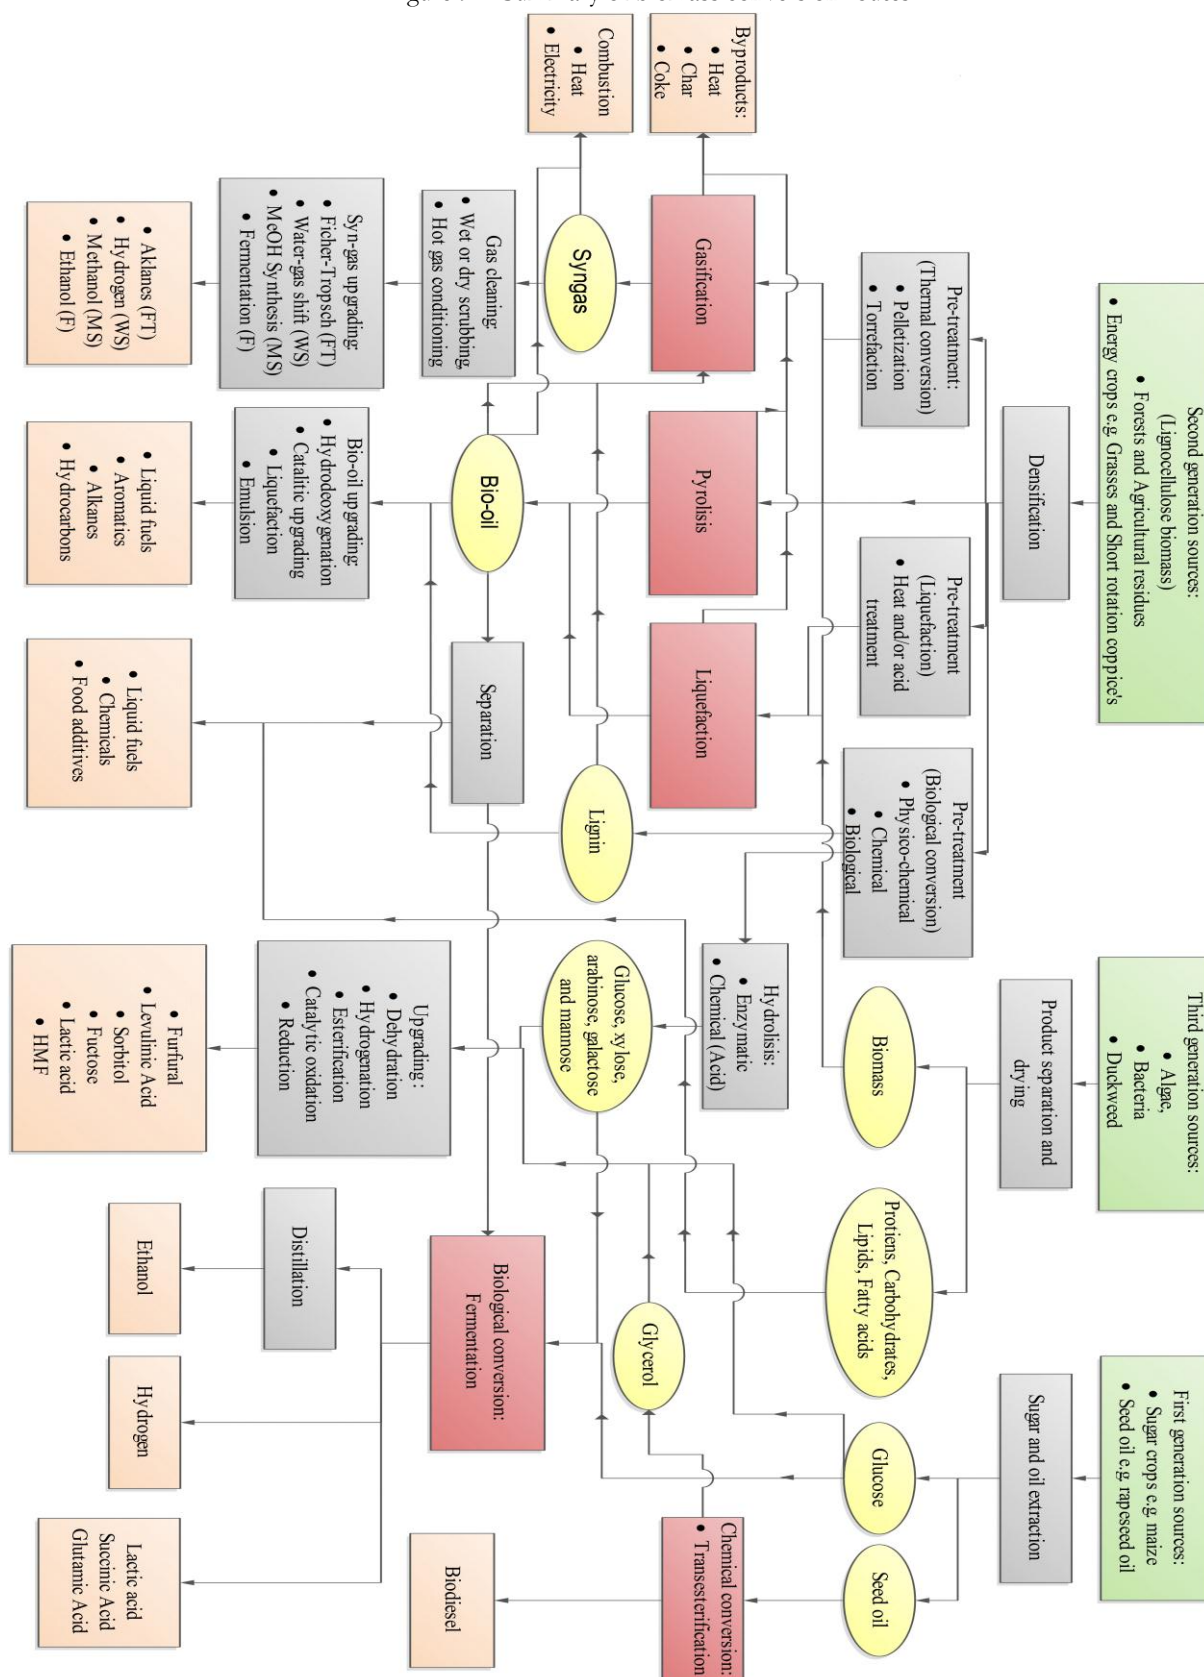 Second generation sources:
(Lignocellulose biomass)
• Forests and Agricultural residues
• Energy crops e.g. Grasses and Short rotation coppice's
Third generation sources:
• Algae,
• Bacteria
• Duckweed
First generation sources:
• Sugar crops e.g. maize
• Seed oil e.g. rapeseed oil
Densification
Product separation and
drying
Sugar and oil extraction
Pre-treatment:
(Thermal conversion)
• Pelletization
• Torrefaction
Pre-treatment
(Liquefaction)
• Heat and/or acid
treatment
Pre-treatment
(Biological conversion)
• Physico-chemical
• Chemical
• Biological
Biomass
Protiens, Carbohydrates,
Lipids, Fatty acids
Glucose
Seed oil
Byproducts:
• Heat
• Char
• Coke
Gasification
Pyrolisis
Liquefaction
Hydrolisis:
• Enzymatic
• Chemical (Acid)
Chemical conversion:
• Transesterification
Combustion
• Heat
• Electricity
Syngas
Lignin
Glucose, xylose,
arabinose, galactose
and mannose
Glycerol
Gas cleaning:
• Wet or dry scrubbing
• Hot gas conditioning
Bio-oil
Separation
Biological conversion:
Fermentation
Biodiesel
Syn-gas upgrading:
• Ficher-Tropsch (FT)
• Water-gas shift (WS)
• MeOH Synthesis (MS)
• Fermentation (F)
Bio-oil upgrading:
• Hydrodeoxygenation
• Catalitic upgrading
• Liquefaction
• Emulsion
Upgrading :
• Dehydration
• Hydrogenation
• Esterification
• Catalytic oxidation
• Reduction
Distillation
• Aklanes (FT)
• Hydrogen (WS)
• Methanol (MS)
• Ethanol (F)
• Liquid fuels
• Aromatics
• Alkanes
• Hydrocarbons
• Liquid fuels
• Chemicals
• Food additives
• Furfural
• Levulinic Acid
• Sorbitol
• Fuctose
• Lactic acid
• HMF
Ethanol
Hydrogen
Lactic acid
Succinic Acid
Glutamic Acid